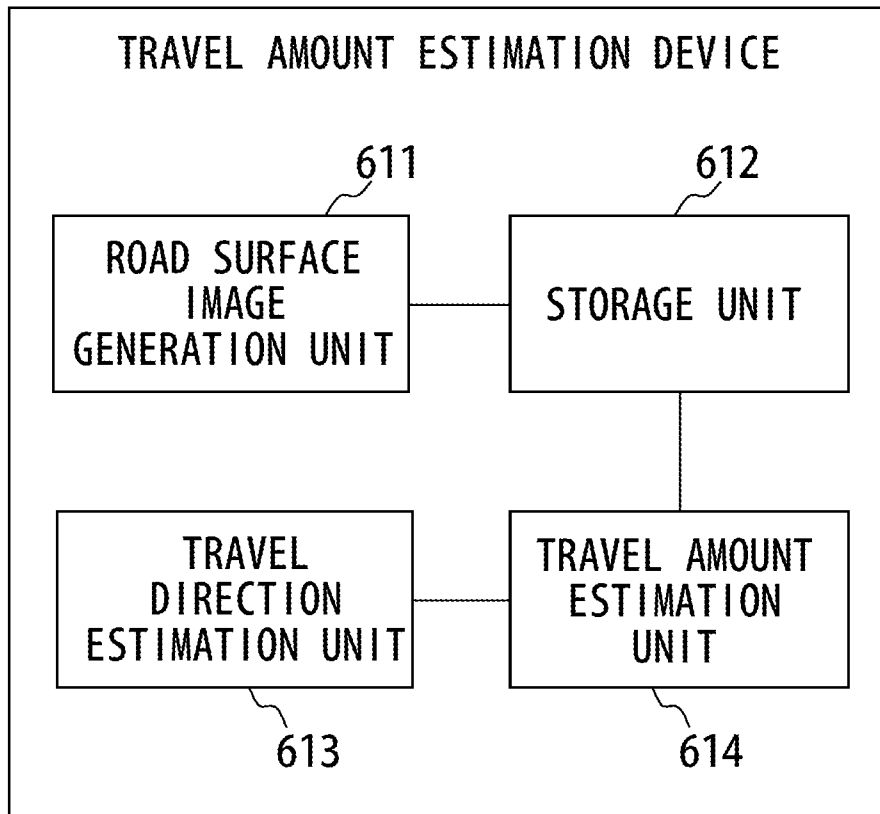 TRAVEL AMOUNT ESTIMATION DEVICE
611
612
ROAD SURFACE
IMAGE
GENERATION UNIT
STORAGE UNIT
TRAVEL
DIRECTION
ESTIMATION UNIT
TRAVEL AMOUNT
ESTIMATION
UNIT
613
614